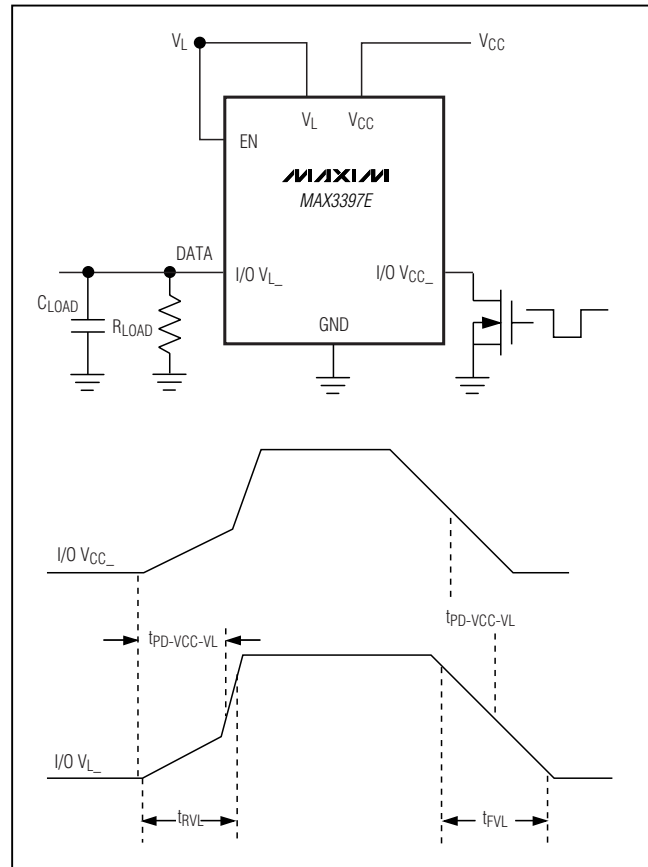 VL VCC
VL VCC
EN
MAXIM
MAX3397E
DATA
I/O VL_ I/O VCC_
CLOAD
RLOAD
GND
I/O VCC_
tPD-VCC-VL tPD-VCC-VL
I/O VL_
tRVL tFVL